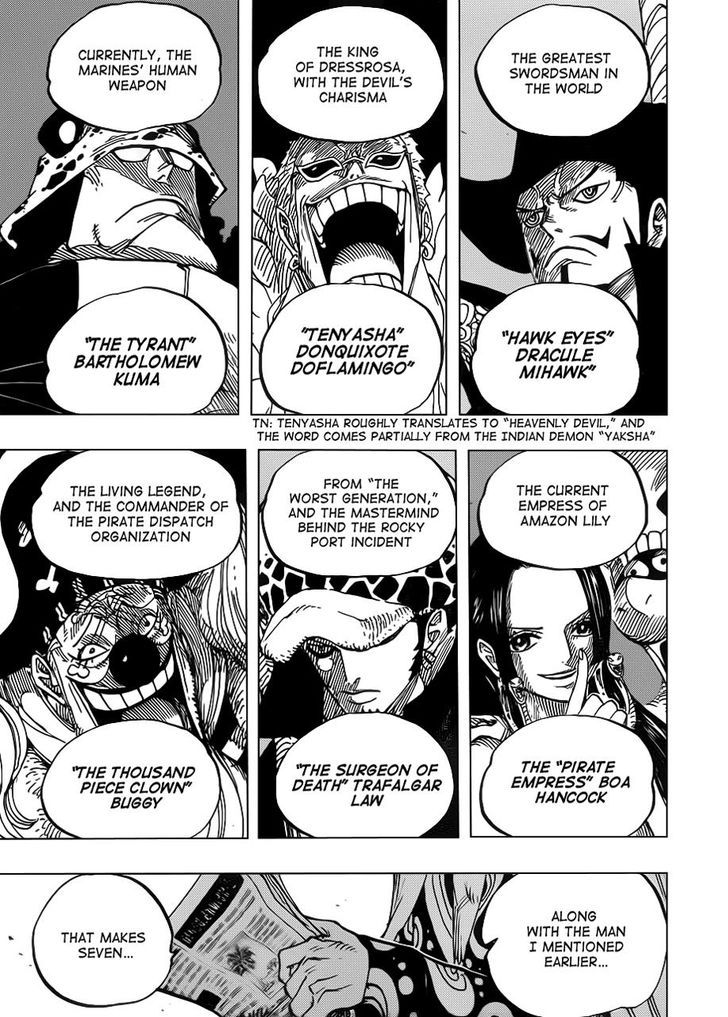 THE GREATEST
SWORDSMAN IN
THE WORLD
"HAWK EYES"
DRACULE
MIHAWK"
THE KING
OF DRESSROSA,
WITH THE DEVIL'S
CHARISMA
"TENYASHA"
DONQUIXOTE
DOFLAMINGO"
CURRENTLY, THE
MARINES' HUMAN
WEAPON
"THE TYRANT"
BARTHOLOMEW
KUMA
TN: TENYASHA ROUGHLY TRANSLATES TO "HEAVENLY DEVIL," AND
THE WORD COMES PARTIALLY FROM THE INDIAN DEMON "YAKSHA"
THE CURRENT
EMPRESS OF
AMAZON LILY
THE "PIRATE
EMPRESS" BOA
HANCOCK
FROM "THE
WORST GENERATION,"
AND THE MASTERMIND
BEHIND THE ROCKY
PORT INCIDENT
"THE SURGEON OF
DEATH" TRAFALGAR
LAW
THE LIVING LEGEND,
AND THE COMMANDER OF
THE PIRATE DISPATCH
ORGANIZATION
"THE THOUSAND
PIECE CLOWN"
BUGGY
ALONG
WITH THE MAN
I MENTIONED
EARLIER...
THAT MAKES
SEVEN...